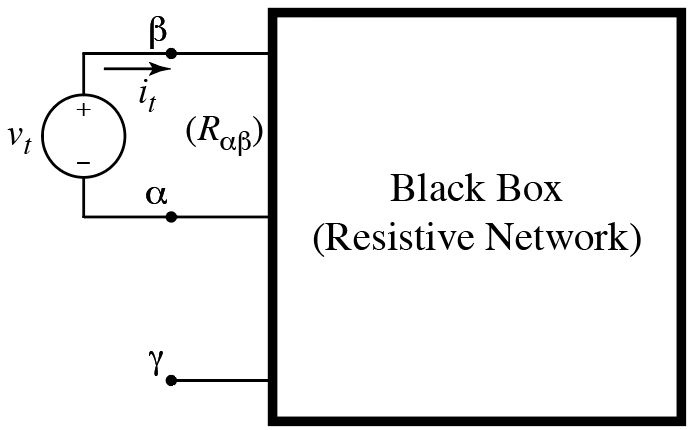 β
+
i_t
v_t
(R_αβ)
−
α
Black Box
(Resistive Network)
γ